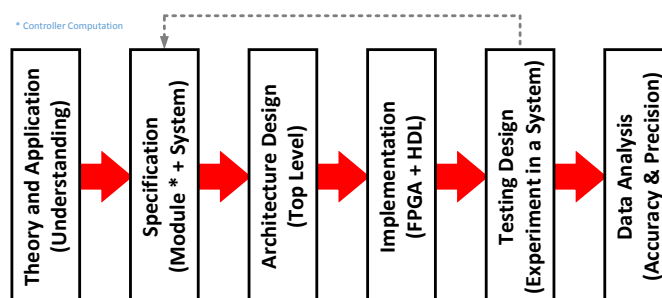 * Controller Computation
Theory and Application
(Understanding)
Specification
(Module * + System)
Architecture Design
(Top Level)
Implementation
(FPGA + HDL)
Testing Design
(Experiment in a System)
Data Analysis
(Accuracy & Precision)